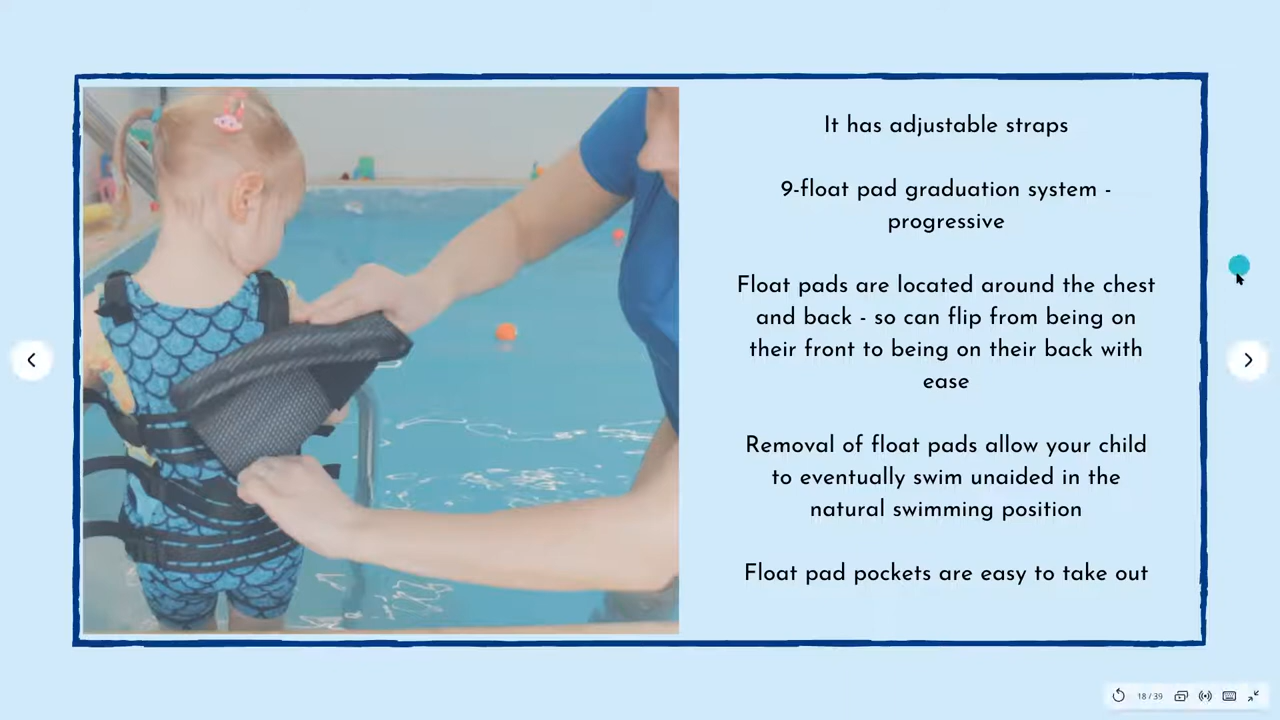 It has adjustable straps
9-float pad graduation system -
progressive
Float pads are located around the chest
and back - so can flip from being on
their front to being on their back with
ease
Removal of float pads allow your child
to eventually swim unaided in the
natural swimming position
Float pad pockets are easy to take out
18 / 39